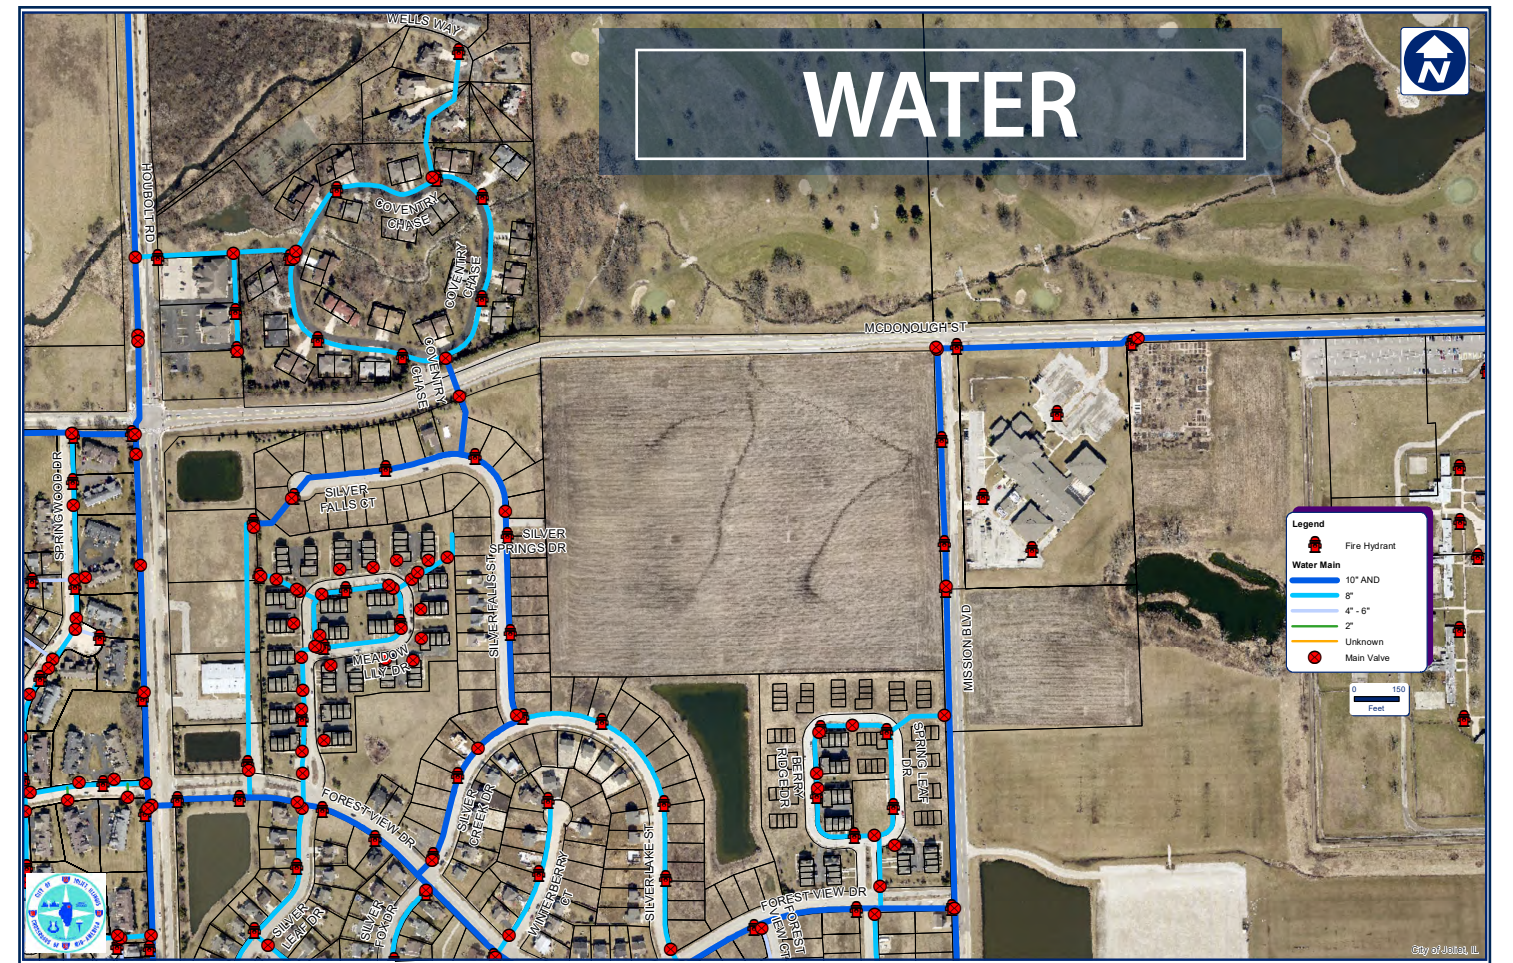 WELLS WAY
WATER
N
HOUBOLT RD
COVENTRY
CHASE
COVENTRY
CHASE
MCDONOUGH ST
COVENTRY
CHASE
SPRINGWOOD DR
SILVER
FALLS CT
SILVER
SPRINGS DR
SILVER FALLS ST
MEADOW
LILY DR
MISSION BLVD
Legend
Fire Hydrant
Water Main
10" AND
8"
4" - 6"
2"
Unknown
Main Valve
0 150
Feet
SPRING LEAF
DR
BERRY
RIDGE DR
FOREST VIEW DR
SILVER
CREEK DR
SILVER LAKE ST
WINTERBERRY
CT
FOREST VIEW DR
FOREST
VIEW CT
SILVER
LEAF DR
SILVER
FOX DR
City of Joliet, IL